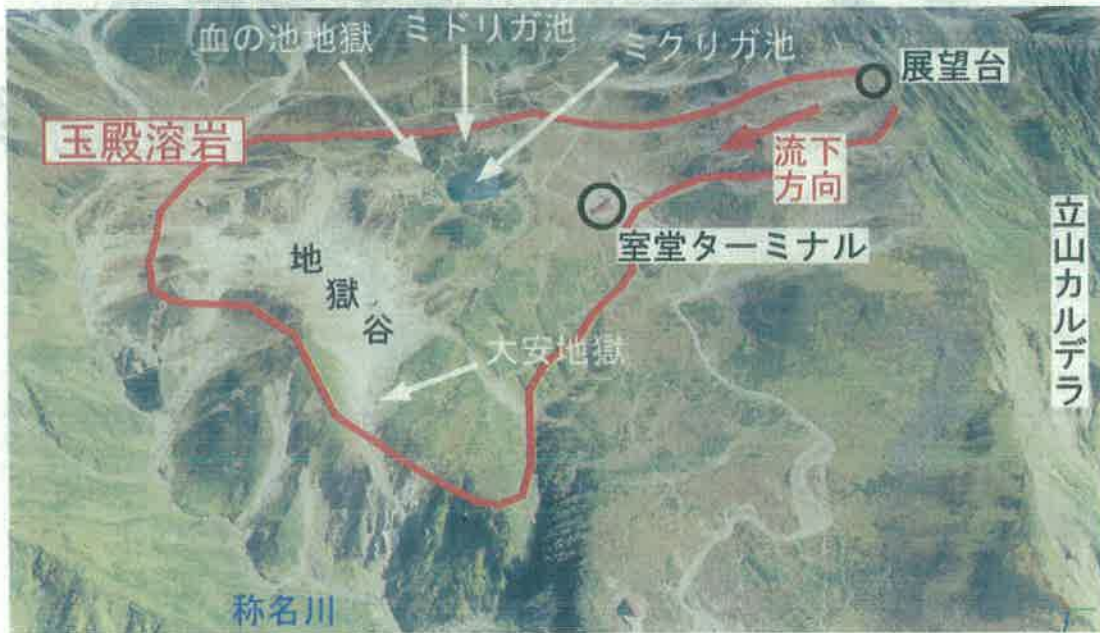 血の池地獄
ミドリガ池
ミクリガ池
展望台
玉殿溶岩
流下
方向
室堂ターミナル
立山カルデラ
地獄谷
大安地獄
称名川